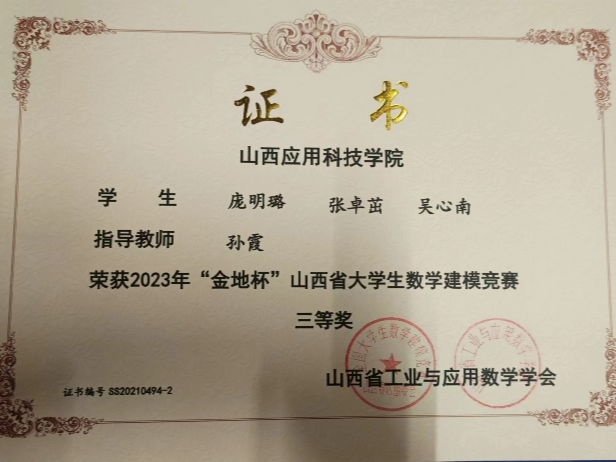 证 书
山西应用科技学院
学 生 庞明璐 张卓茁 吴心南
指导教师 孙霞
荣获2023年“金地杯”山西省大学生数学建模竞赛
三等奖
山西省工业与应用数学学会
证书编号 SS20210494-2